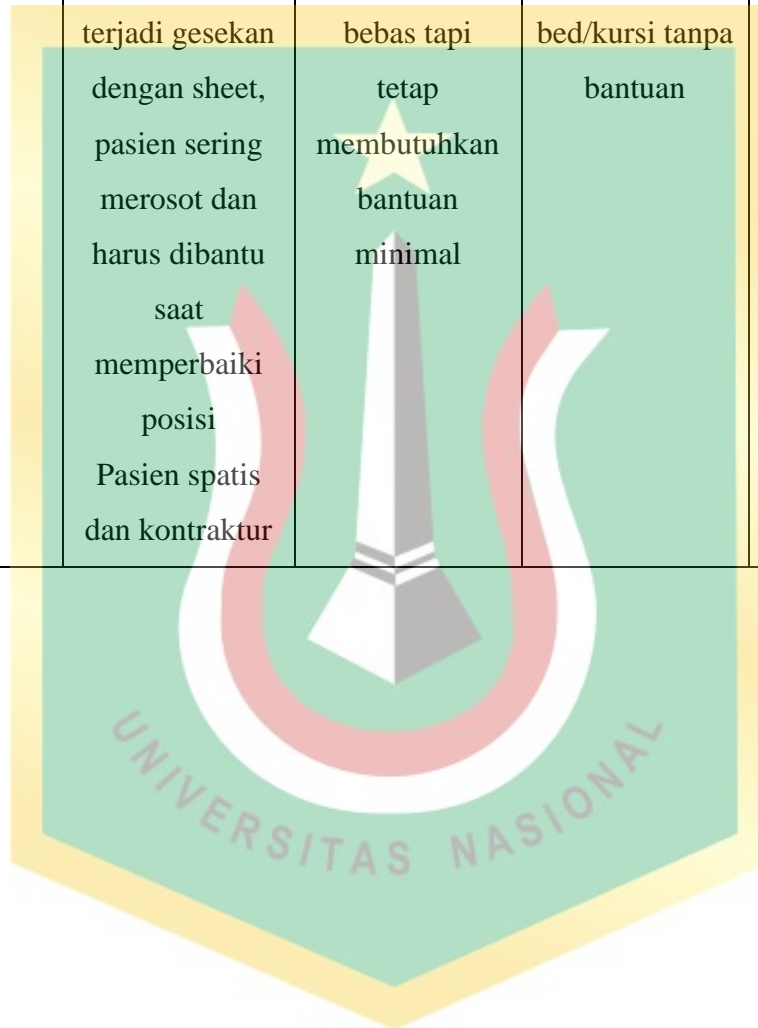 terjadi gesekan
dengan sheet,
pasien sering
merosot dan
harus dibantu
saat
memperbaiki
posisi
Pasien spatis
dan kontraktur
bebas tapi
tetap
membutuhkan
bantuan
minimal
bed/kursi tanpa
bantuan
UNIVERSITAS NASIONAL